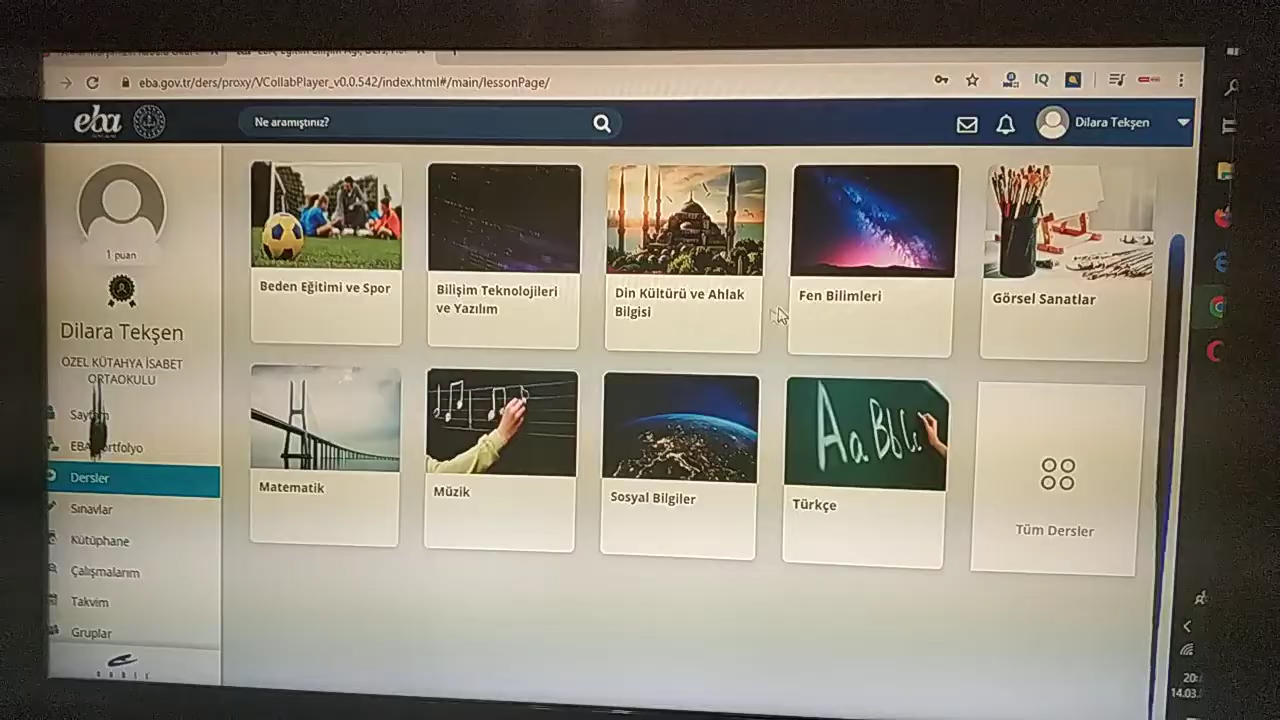 eba.gov.tr/ders/proxy/VCollabPlayer_v0.0.542/index.html#/main/lessonPage/
IQ
eba
Ne aramıştınız?
Dilara Tekşen
1 puan
Dilara Tekşen
ÖZEL KÜTAHYA İSABET
ORTAOKULU
Dersler
Sınavlar
Kütüphane
Çalışmalarım
Takvim
Gruplar
Beden Eğitimi ve Spor
Bilişim Teknolojileri
ve Yazılım
Din Kültürü ve Ahlak
Bilgisi
Fen Bilimleri
Görsel Sanatlar
Matematik
Müzik
Aa Bb
Sosyal Bilgiler
Türkçe
Tüm Dersler
20:
14.03.